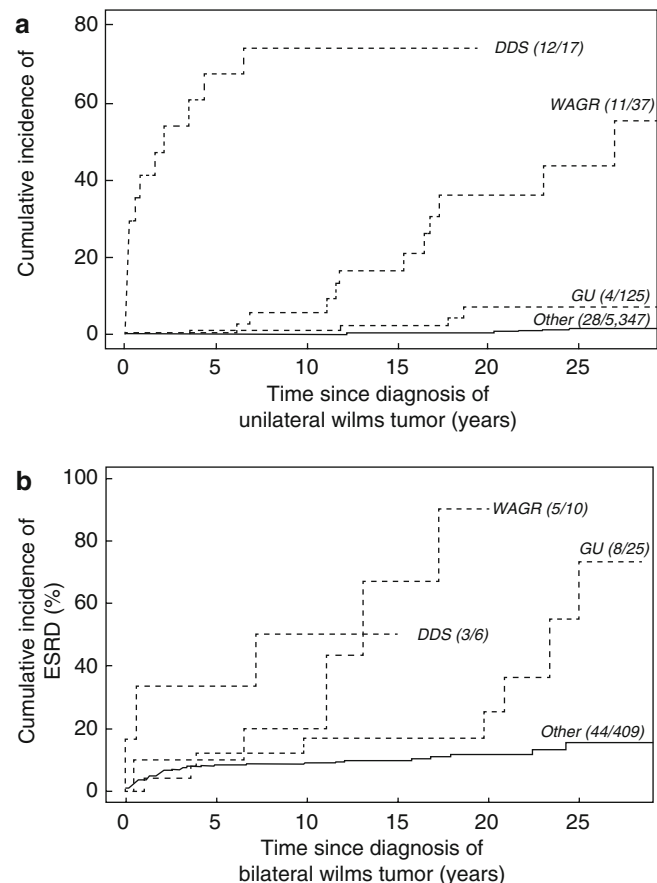 a
Cumulative incidence of
80
60
40
20
0
DDS (12/17)
WAGR (11/37)
GU (4/125)
Other (28/5,347)
0 5 10 15 20 25
Time since diagnosis of
unilateral wilms tumor (years)
b
Cumulative incidence of
ESRD (%)
100
80
60
40
20
0
WAGR (5/10)
GU (8/25)
DDS (3/6)
Other (44/409)
0 5 10 15 20 25
Time since diagnosis of
bilateral wilms tumor (years)